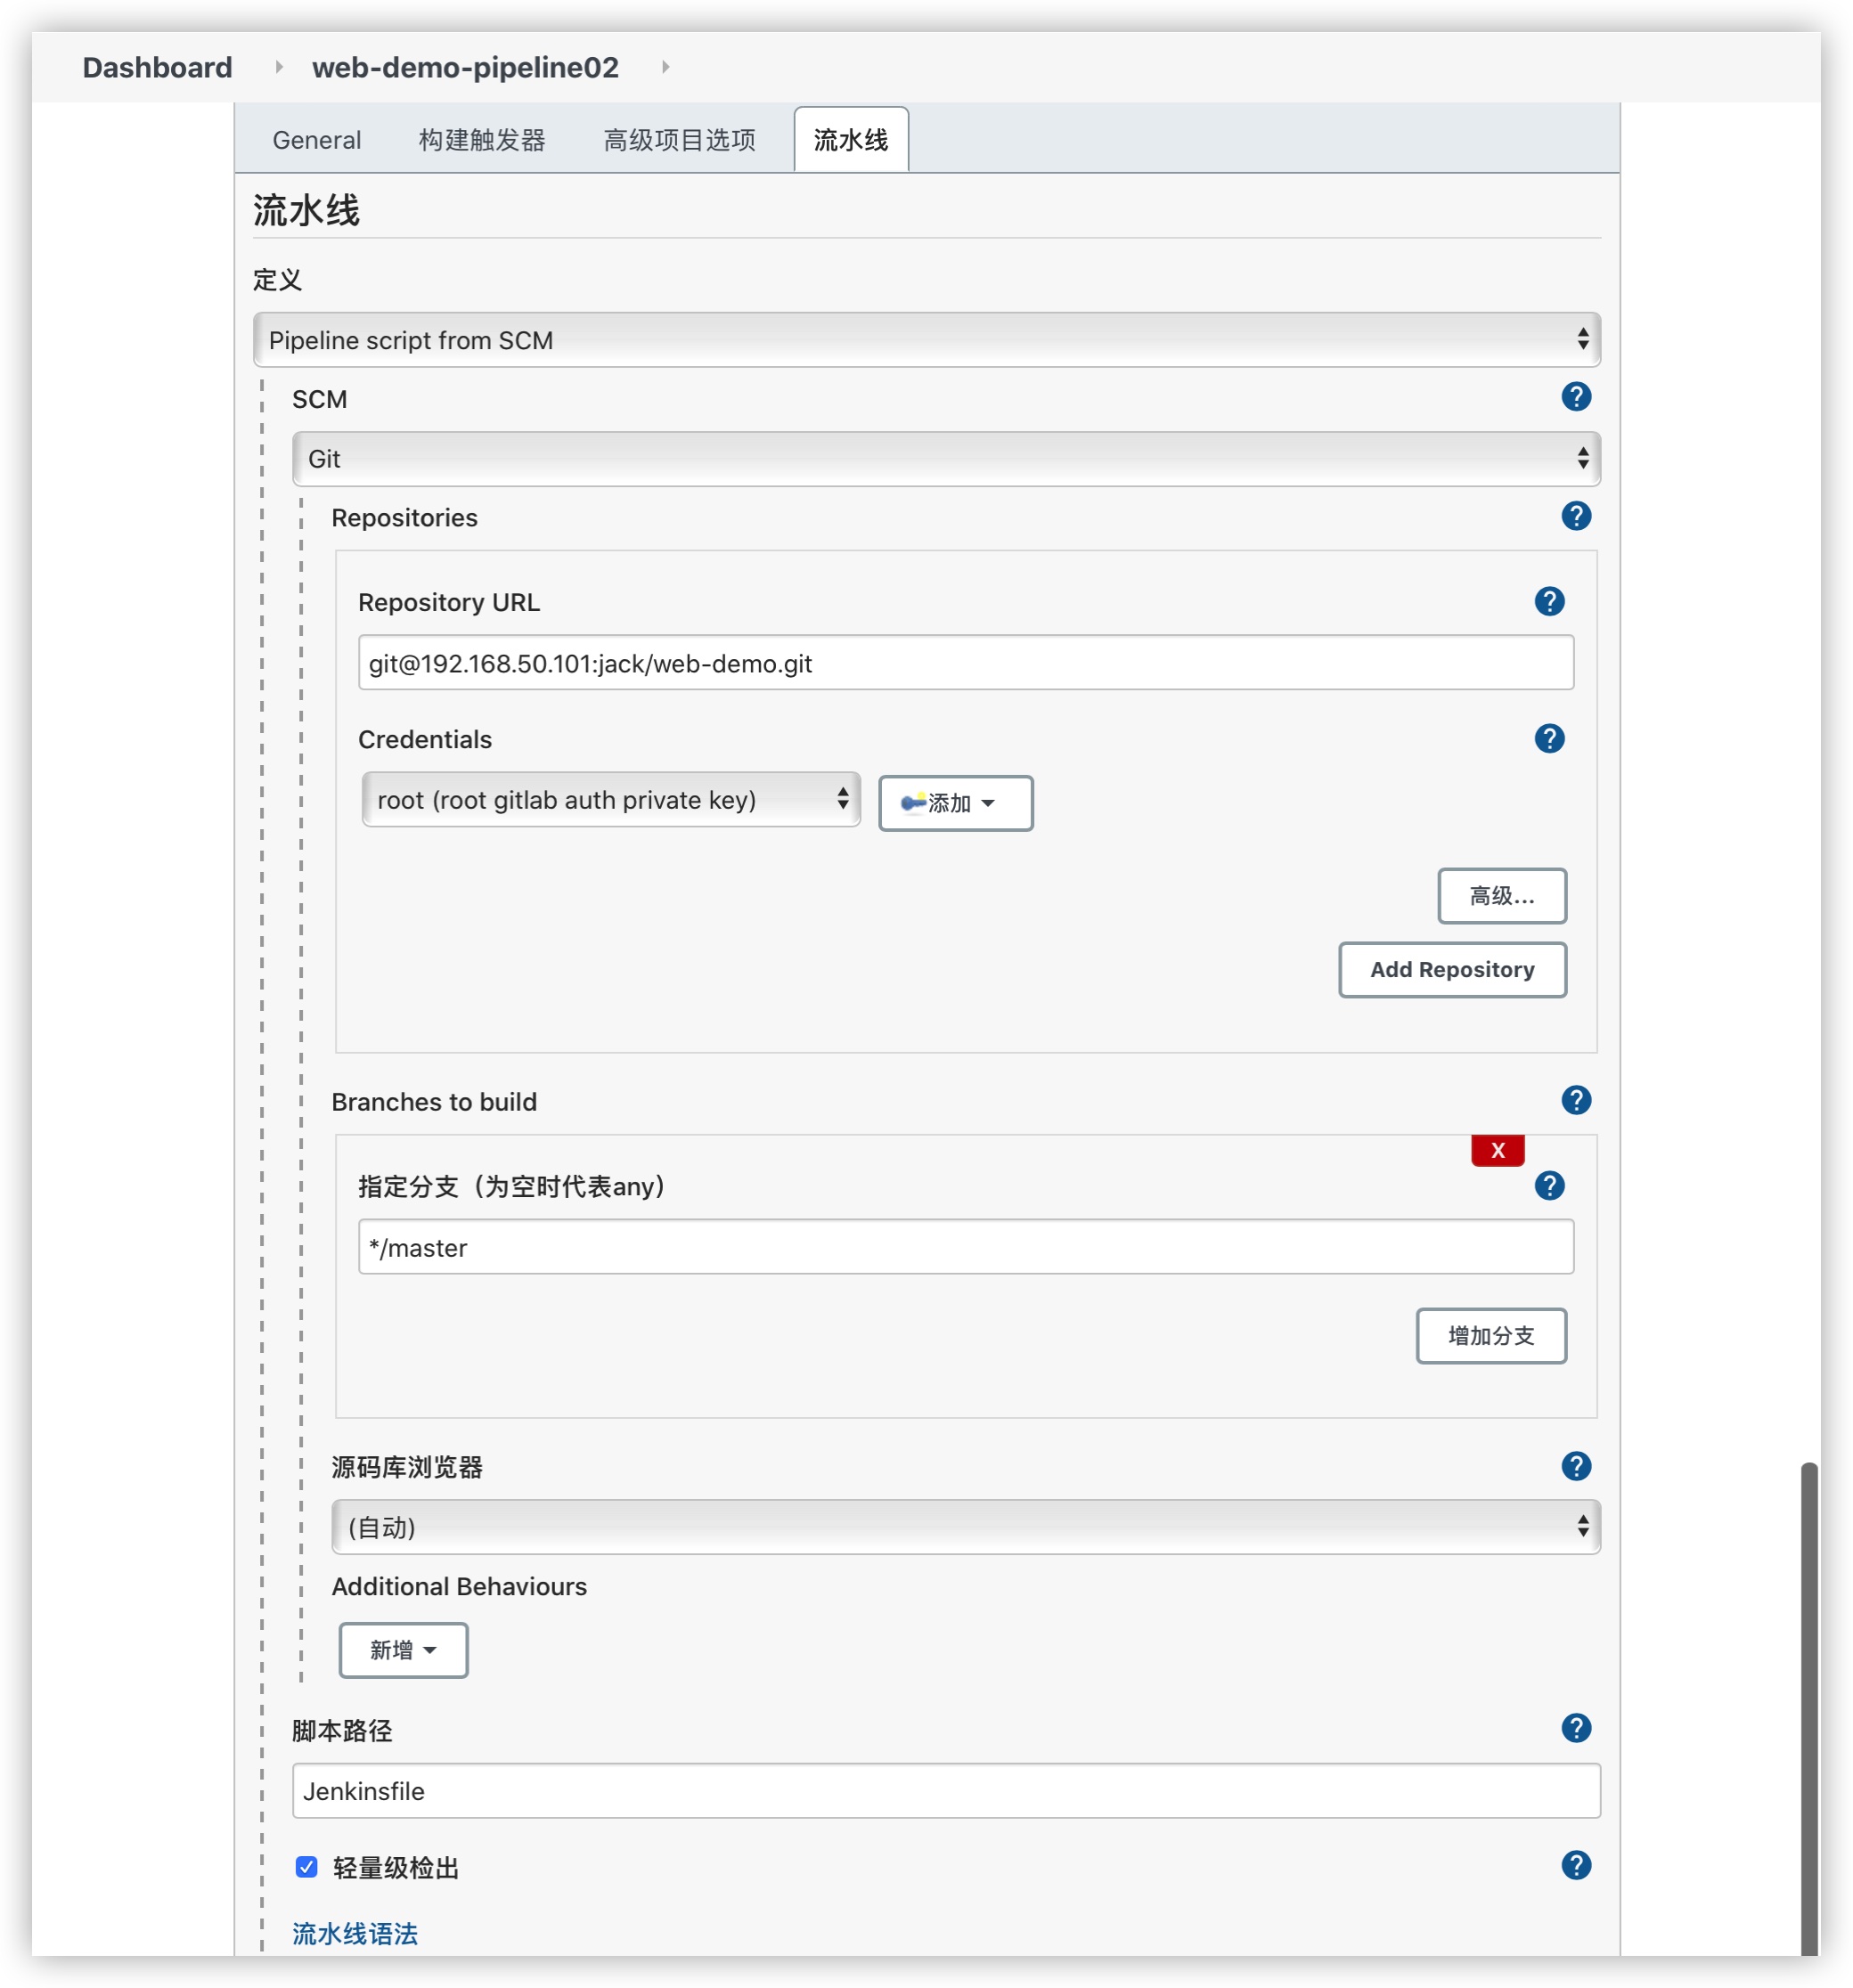 Dashboard web-demo-pipeline02
General 构建触发器 高级项目选项 流水线
流水线
定义
Pipeline script from SCM
SCM
?
Git
Repositories
?
Repository URL
?
git@192.168.50.101:jack/web-demo.git
Credentials
?
root (root gitlab auth private key)
添加
高级...
Add Repository
Branches to build
?
X
指定分支（为空时代表any）
?
*/master
增加分支
源码库浏览器
?
(自动)
Additional Behaviours
新增
脚本路径
?
Jenkinsfile
轻量级检出
?
流水线语法